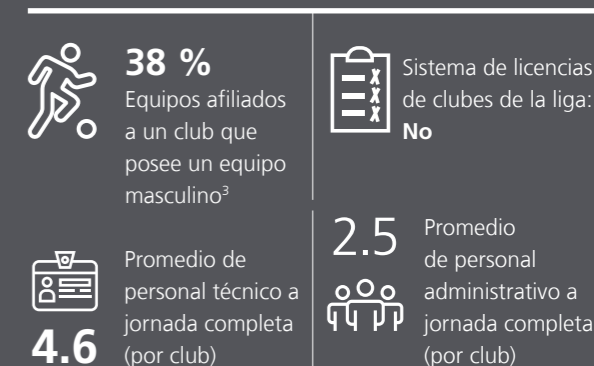 38 %
Equipos afiliados
a un club que
posee un equipo
masculino3
Sistema de licencias
de clubes de la liga:
No
Promedio de
personal técnico a
jornada completa
(por club)
4.6
2.5
Promedio
de personal
administrativo a
jornada completa
(por club)